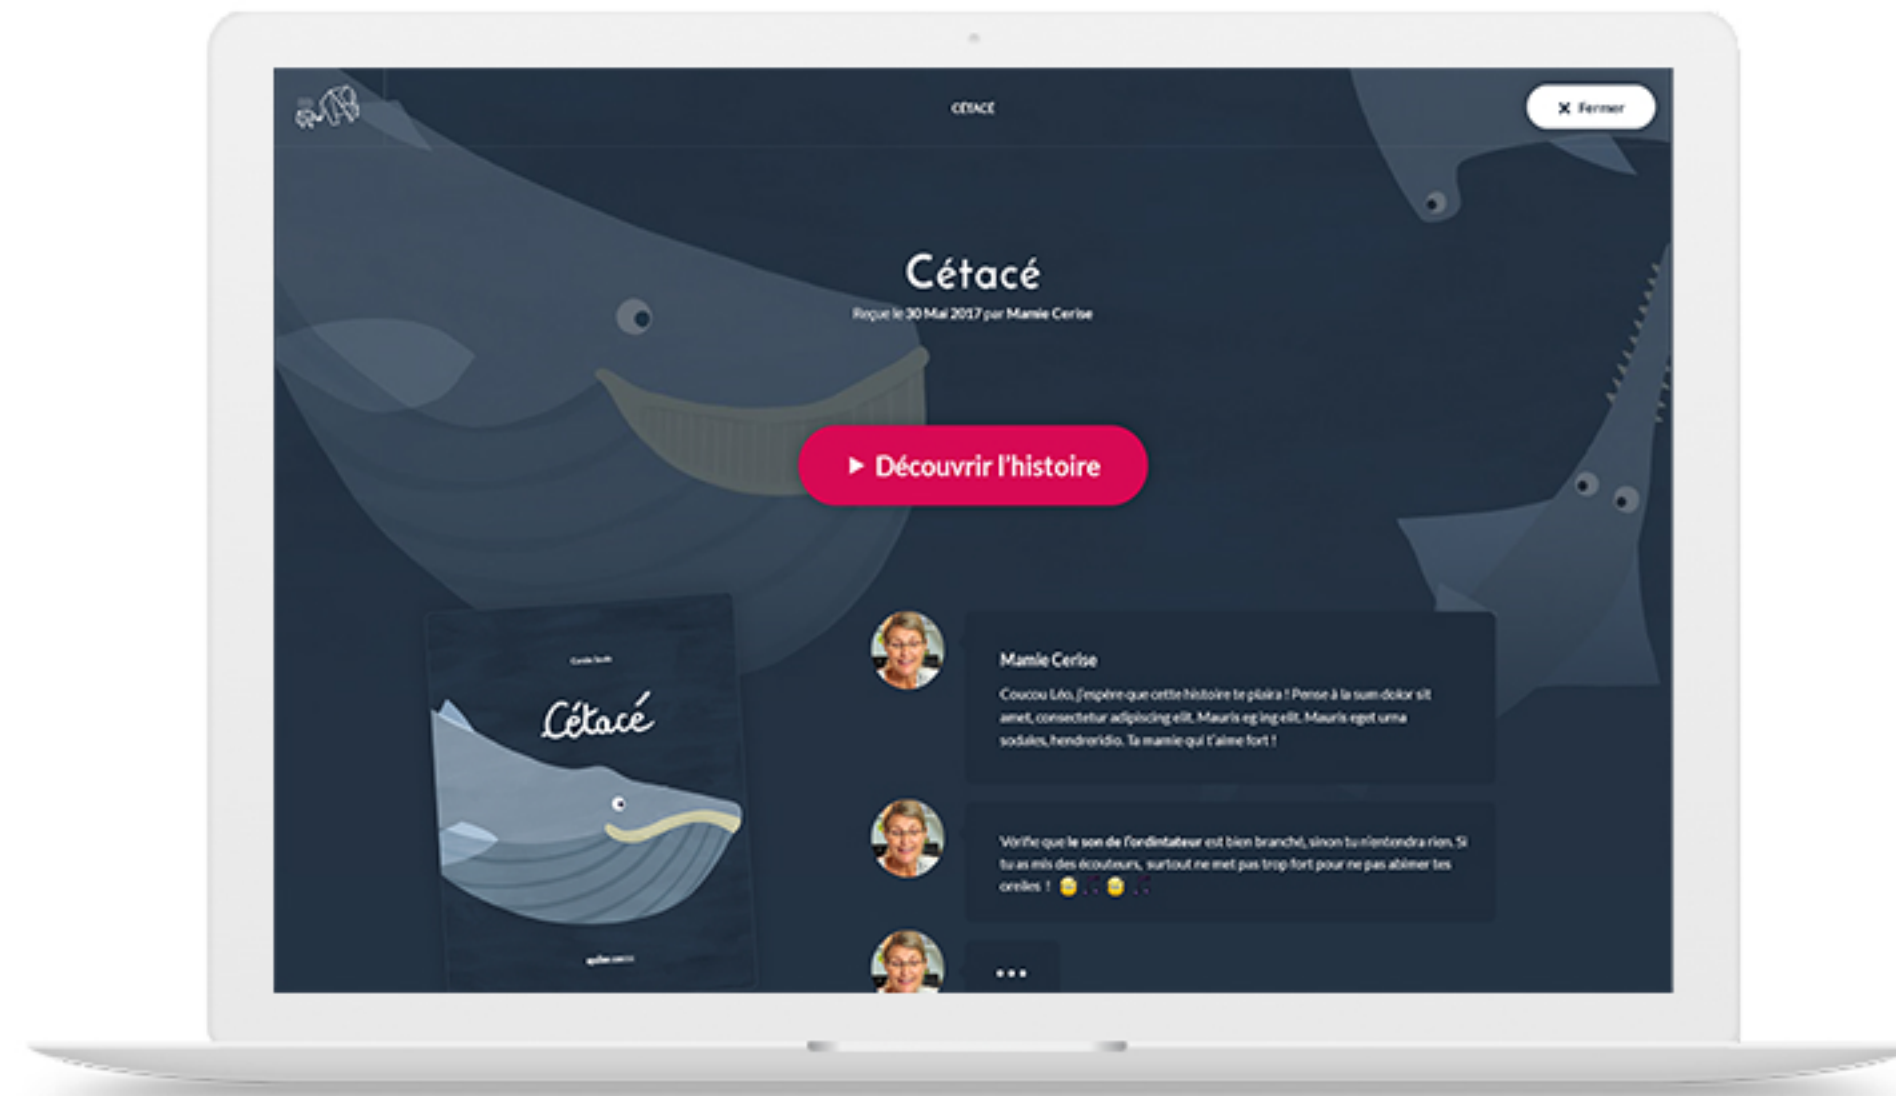 CÉTACÉ
Fermer
Cétacé
Reçue le 30 Mai 2017 par Mamie Cerise
Découvrir l'histoire
Cétacé
Mamie Cerise
Coucou Léo, j'espère que cette histoire te plaira ! Pense à la sum dolor sit
amet, consectetur adipiscing elit. Mauris eg ing elit. Mauris eget urna
sodales, hendreridio. Ta mamie qui t'aime fort !
Vérifie que le son de l'ordintateur est bien branché, sinon tu n'entendra rien. Si
tu as mis des écouteurs, surtout ne met pas trop fort pour ne pas abimer tes
oreilles !